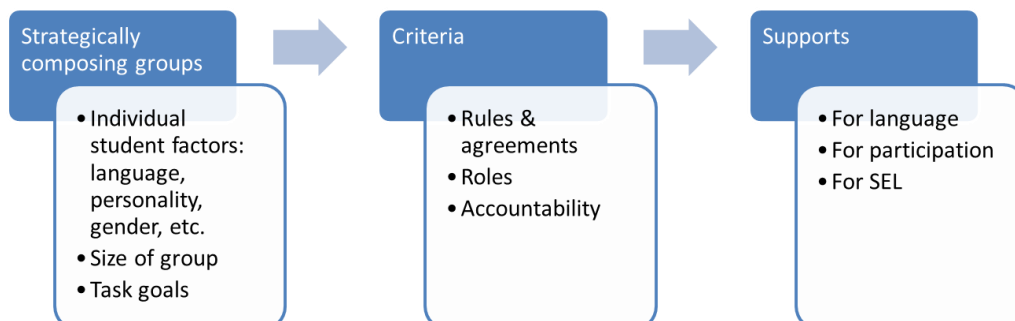 Strategically
composing groups
• Individual
student factors:
language,
personality,
gender, etc.
• Size of group
• Task goals
Criteria
• Rules &
agreements
• Roles
• Accountability
Supports
• For language
• For participation
• For SEL